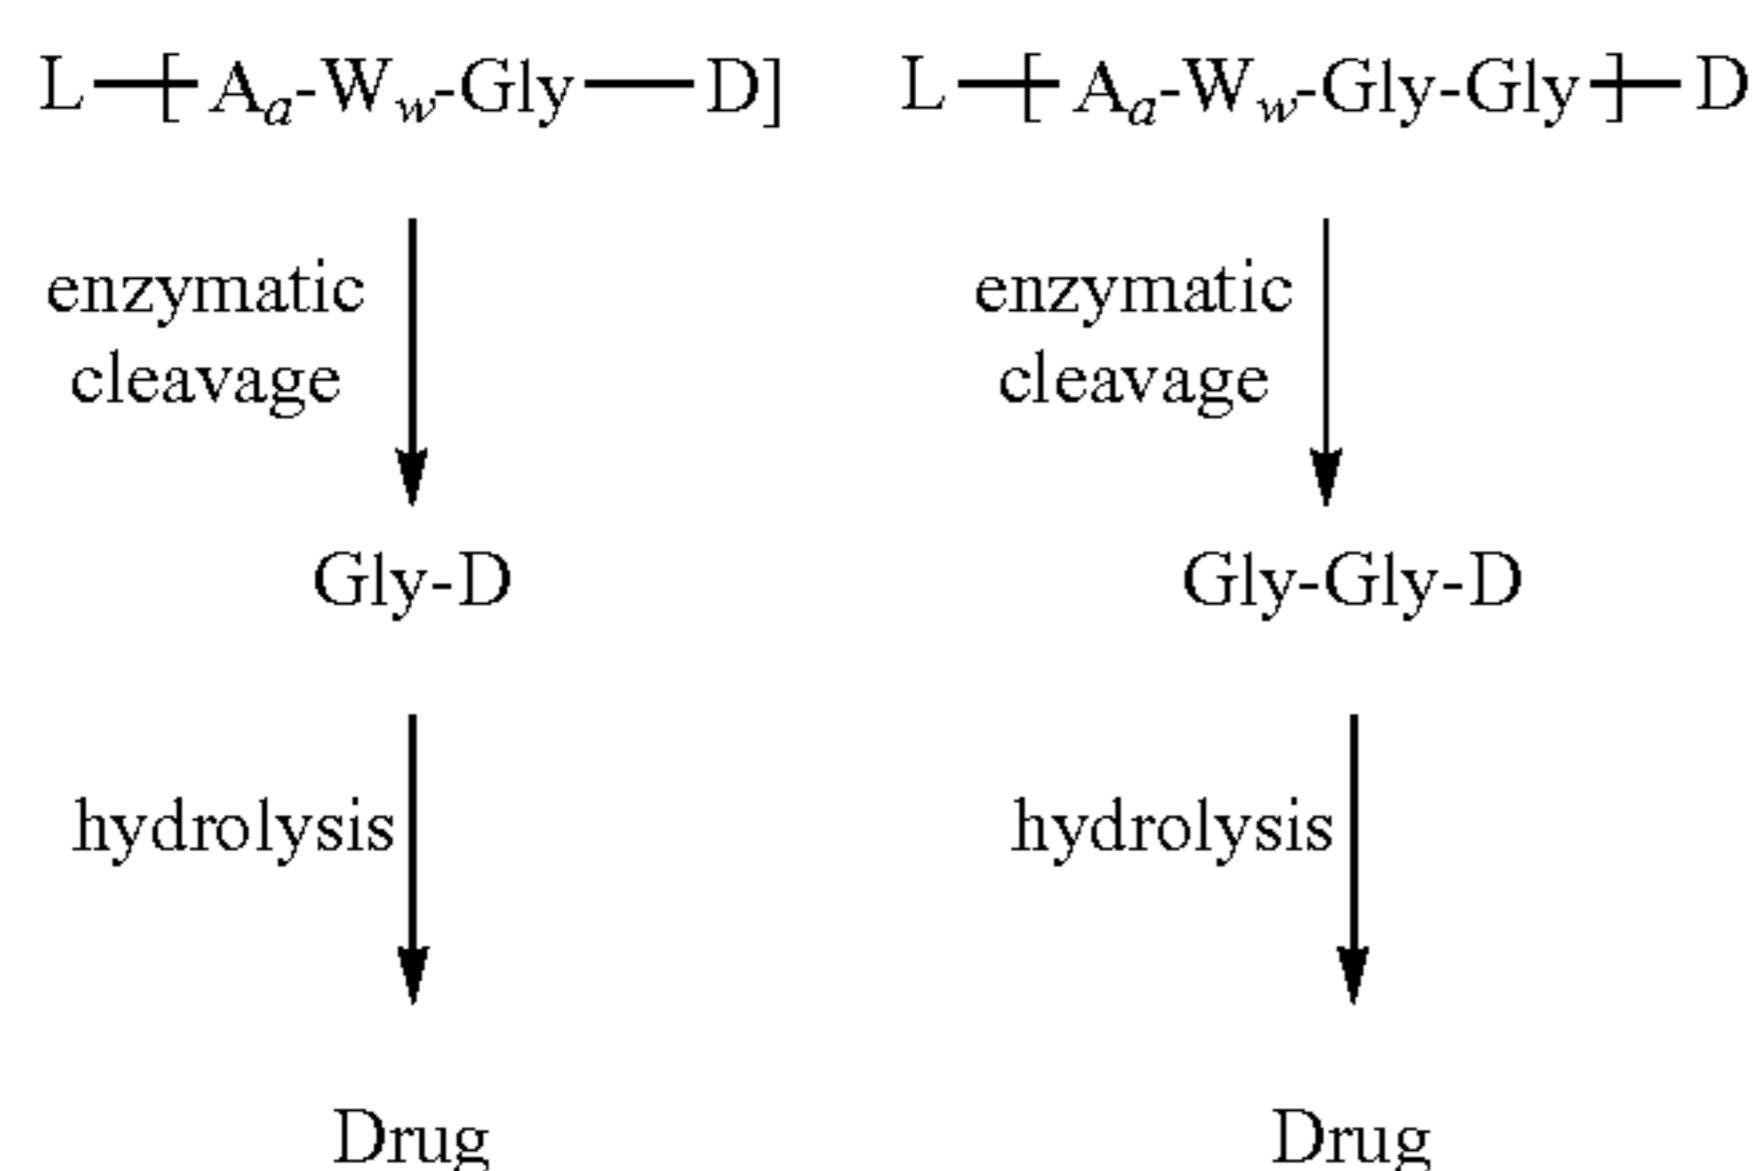 L—[A_a-W_w-Gly—D]
L—[A_a-W_w-Gly-Gly]—D
enzymatic
cleavage
enzymatic
cleavage
Gly-D
Gly-Gly-D
hydrolysis
hydrolysis
Drug
Drug